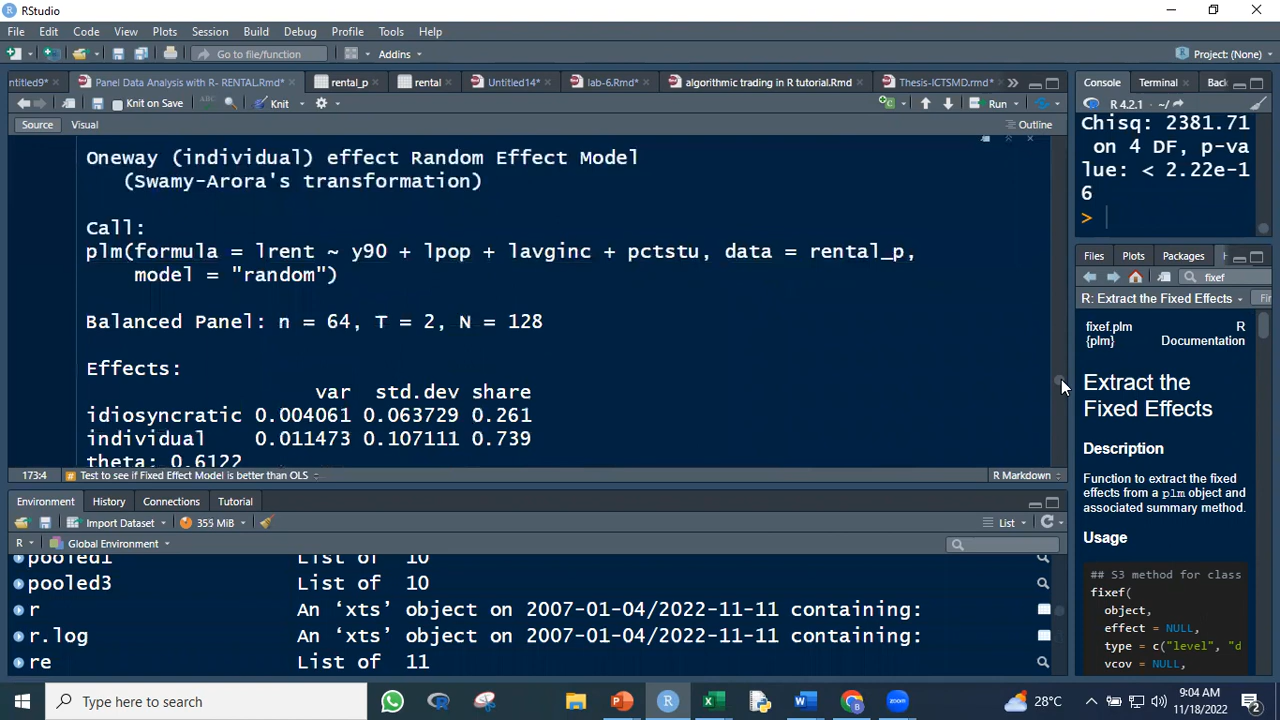 RStudio
File Edit Code View Plots Session Build Debug Profile Tools Help
Go to file/function
Addins
Project: (None)
ntitled9*
Panel Data Analysis with R- RENTAL.Rmd*
rental_p
rental
Untitled14*
lab-6.Rmd*
algorithmic trading in R tutorial.Rmd
Thesis-ICTSMD.rmd*
Knit on Save
Knit
Run
Source Visual
Outline
Oneway (individual) effect Random Effect Model
(Swamy-Arora's transformation)
Call:
plm(formula = lrent ~ y90 + lpop + lavginc + pctstu, data = rental_p,
model = "random")
Balanced Panel: n = 64, T = 2, N = 128
Effects:
var std.dev share
idiosyncratic 0.004061 0.063729 0.261
individual 0.011473 0.107111 0.739
theta: 0.6122
173:4
Test to see if Fixed Effect Model is better than OLS
R Markdown
Environment History Connections Tutorial
Import Dataset
355 MiB
List
R
Global Environment
pooled1 List of 10
pooled3 List of 10
r An ‘xts’ object on 2007-01-04/2022-11-11 containing:
r.log An ‘xts’ object on 2007-01-04/2022-11-11 containing:
re List of 11
Console Terminal
R 4.2.1 · ~/
Chisq: 2381.71
on 4 DF, p-va
lue: < 2.22e-1
6
>
Files Plots Packages
fixef
R: Extract the Fixed Effects
fixef.plm
{plm}
R
Documentation
Extract the
Fixed Effects
Description
Function to extract the fixed
effects from a plm object and
associated summary method.
Usage
## S3 method for class
fixef(
object,
effect = NULL,
type = c("level", "d
vcov = NULL,
Type here to search
28°C
9:04 AM
11/18/2022
2